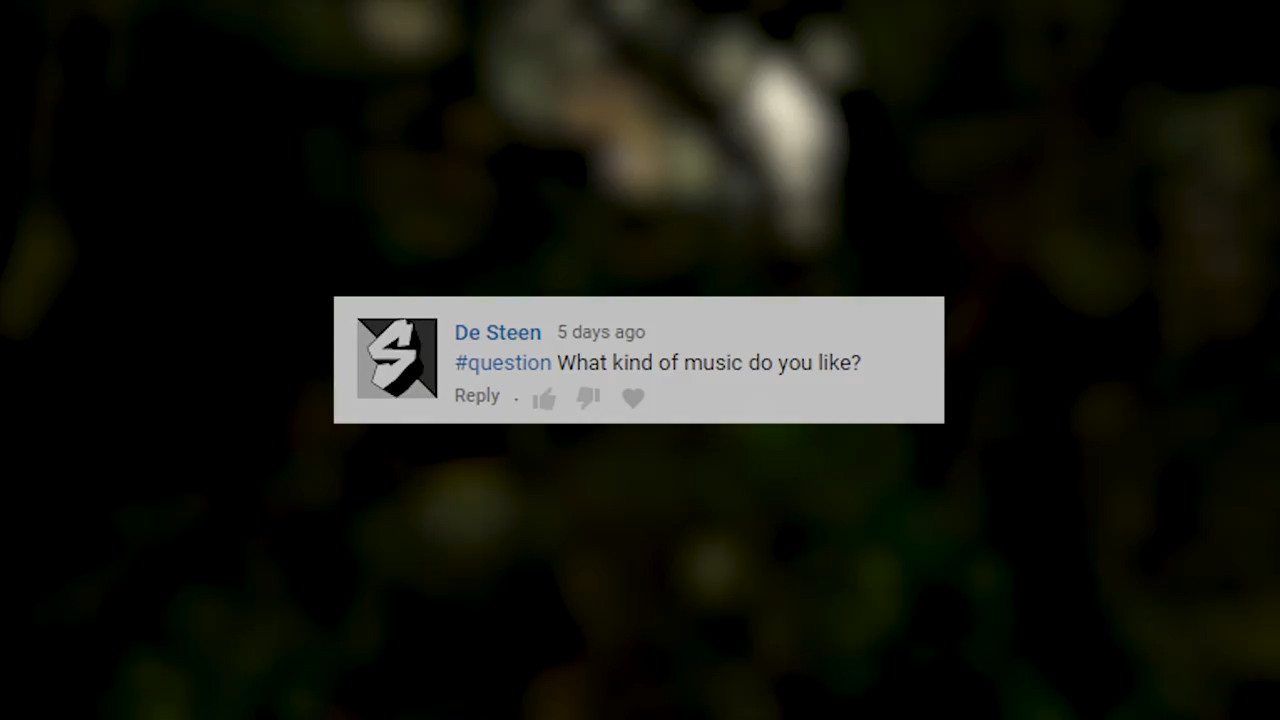 De Steen 5 days ago
#question What kind of music do you like?
Reply .